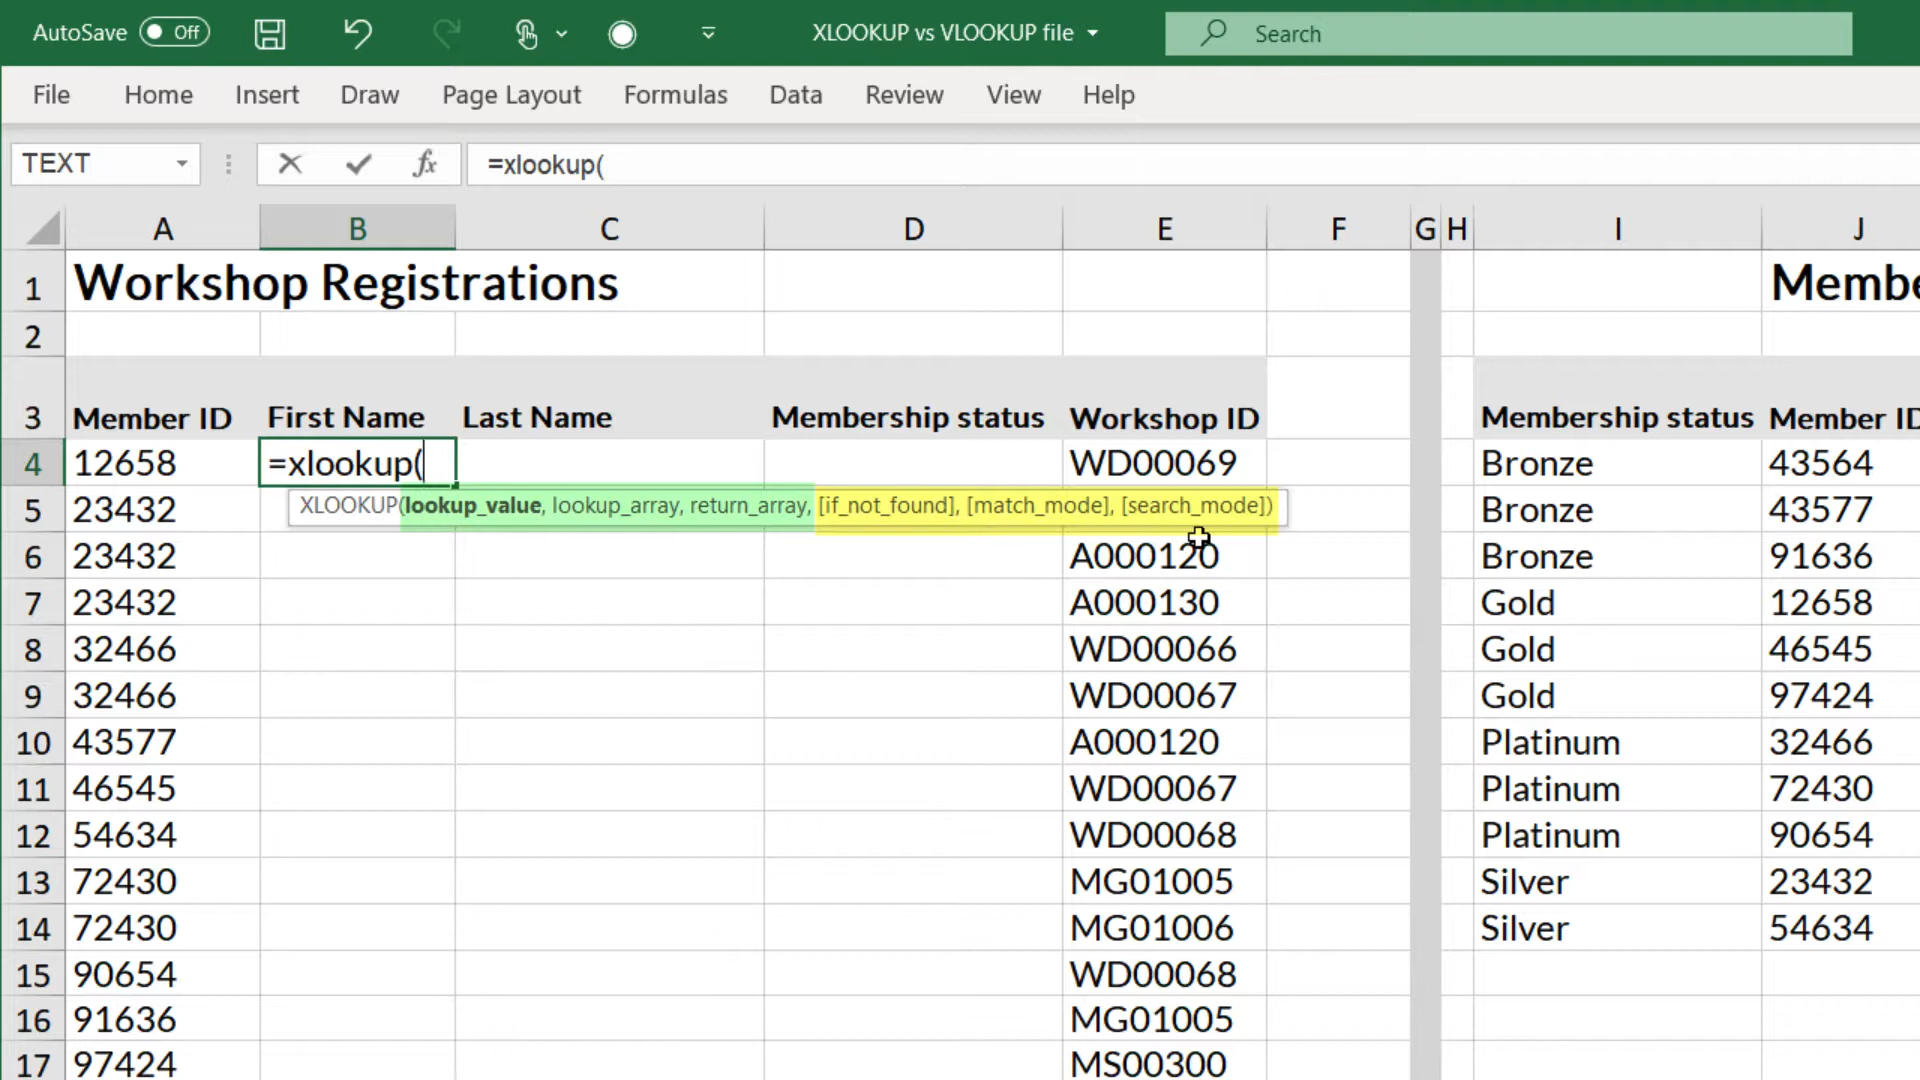 AutoSave Off XLOOKUP vs VLOOKUP file Search
File Home Insert Draw Page Layout Formulas Data Review View Help
TEXT fx =xlookup(
A B C D E F G H I J
1 Workshop Registrations
2
3 Member ID First Name Last Name Membership status Workshop ID Membership status Member
4 12658 =xlookup( WD00069 Bronze 43564
XLOOKUP(lookup_value, lookup_array, return_array, [if_not_found], [match_mode], [search_mode])
5 23432 Bronze 43577
6 23432 A000120 Bronze 91636
7 23432 A000130 Gold 12658
8 32466 WD00066 Gold 46545
9 32466 WD00067 Gold 97424
10 43577 A000120 Platinum 32466
11 46545 WD00067 Platinum 72430
12 54634 WD00068 Platinum 90654
13 72430 MG01005 Silver 23432
14 72430 MG01006 Silver 54634
15 90654 WD00068
16 91636 MG01005
17 97424 MS00300